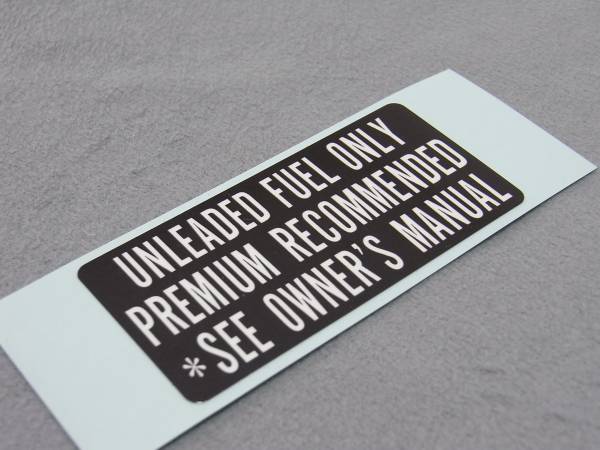 UNLEADED FUEL ONLY
PREMIUM RECOMMENDED
*SEE OWNER'S MANUAL